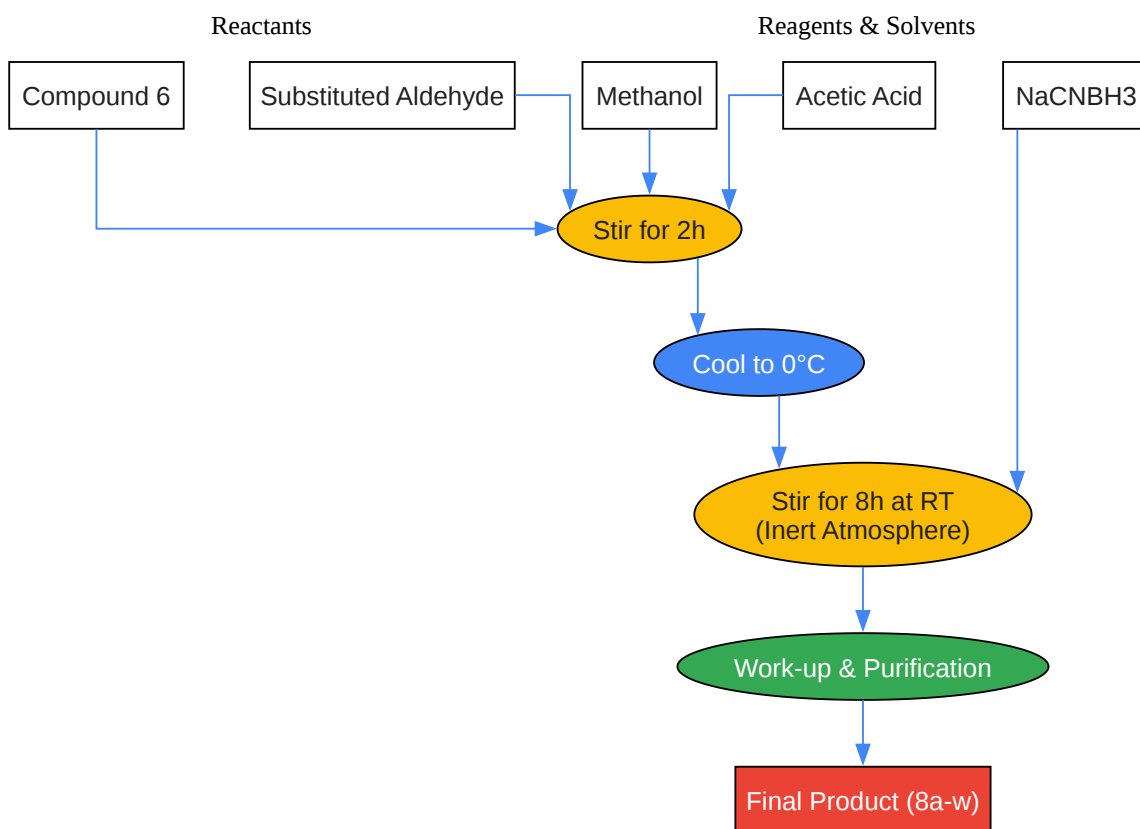 Reactants
Reagents & Solvents
Compound 6
Substituted Aldehyde
Methanol
Acetic Acid
NaCNBH3
Stir for 2h
Cool to 0°C
Stir for 8h at RT
(Inert Atmosphere)
Work-up & Purification
Final Product (8a-w)